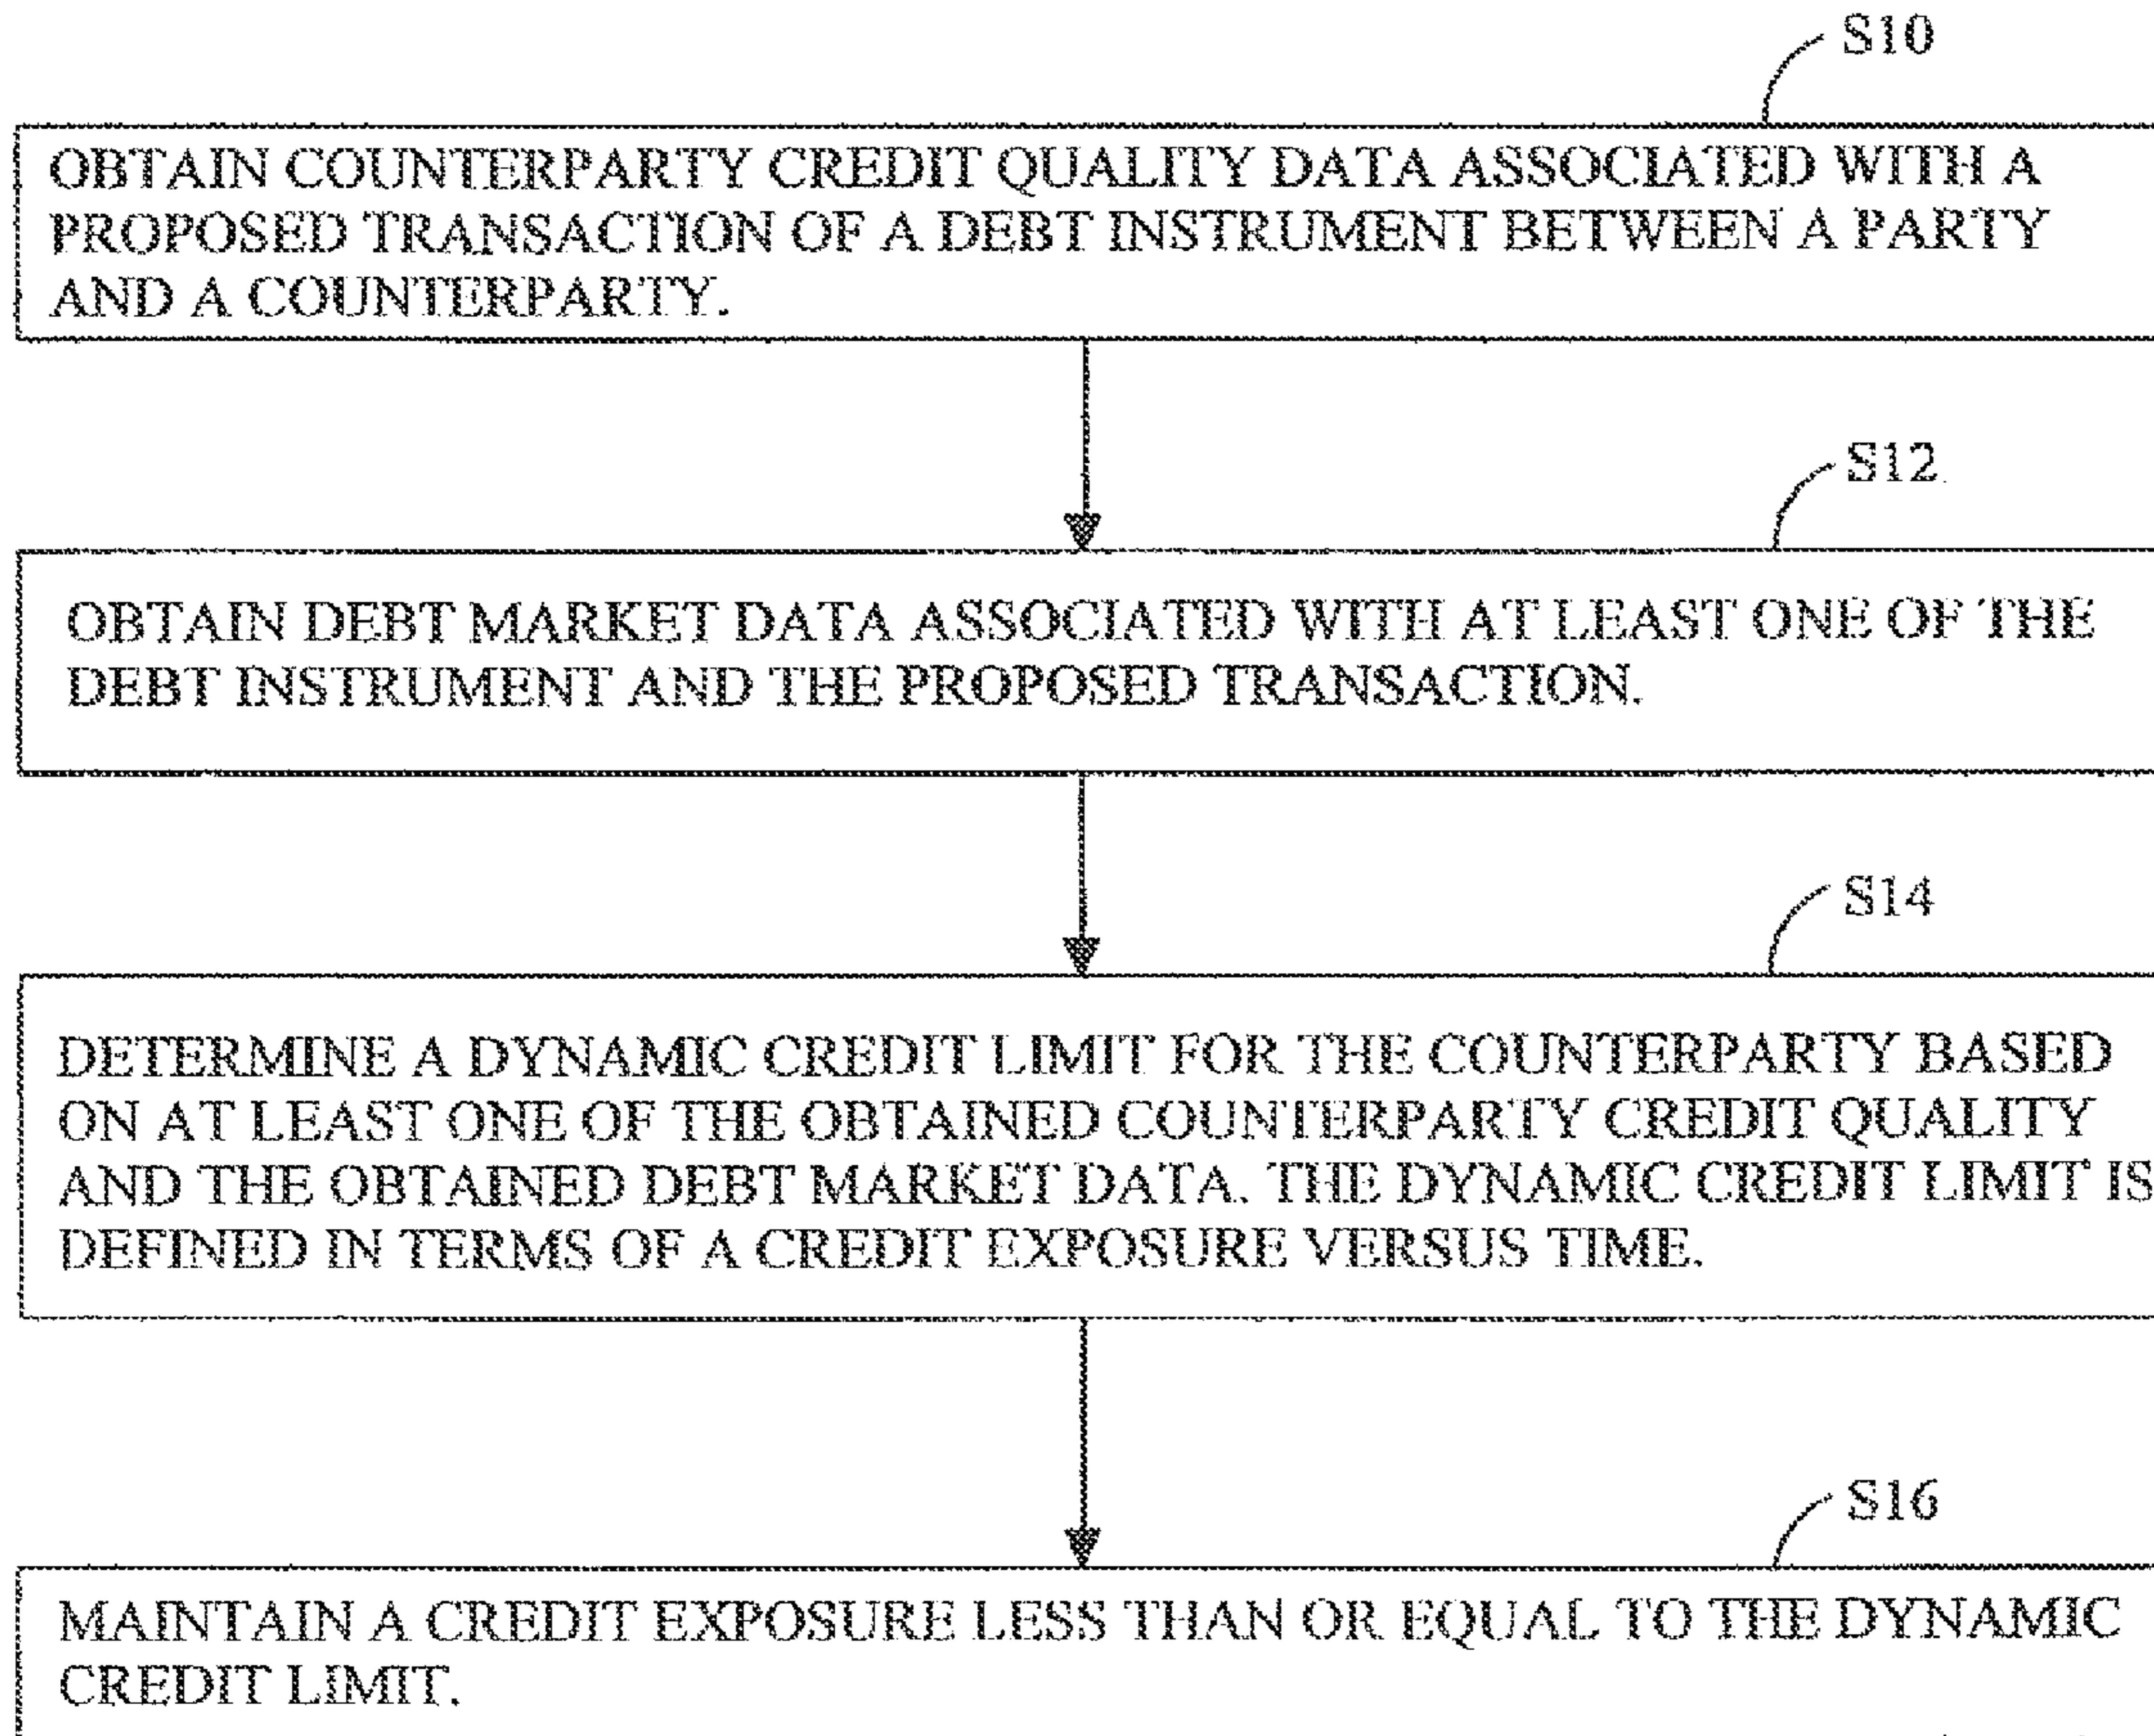 S10
OBTAIN COUNTERPARTY CREDIT QUALITY DATA ASSOCIATED WITH A
PROPOSED TRANSACTION OF A DEBT INSTRUMENT BETWEEN A PARTY
AND A COUNTERPARTY.
S12
OBTAIN DEBT MARKET DATA ASSOCIATED WITH AT LEAST ONE OF THE
DEBT INSTRUMENT AND THE PROPOSED TRANSACTION.
S14
DETERMINE A DYNAMIC CREDIT LIMIT FOR THE COUNTERPARTY BASED
ON AT LEAST ONE OF THE OBTAINED COUNTERPARTY CREDIT QUALITY
AND THE OBTAINED DEBT MARKET DATA. THE DYNAMIC CREDIT LIMIT IS
DEFINED IN TERMS OF A CREDIT EXPOSURE VERSUS TIME.
S16
MAINTAIN A CREDIT EXPOSURE LESS THAN OR EQUAL TO THE DYNAMIC
CREDIT LIMIT.